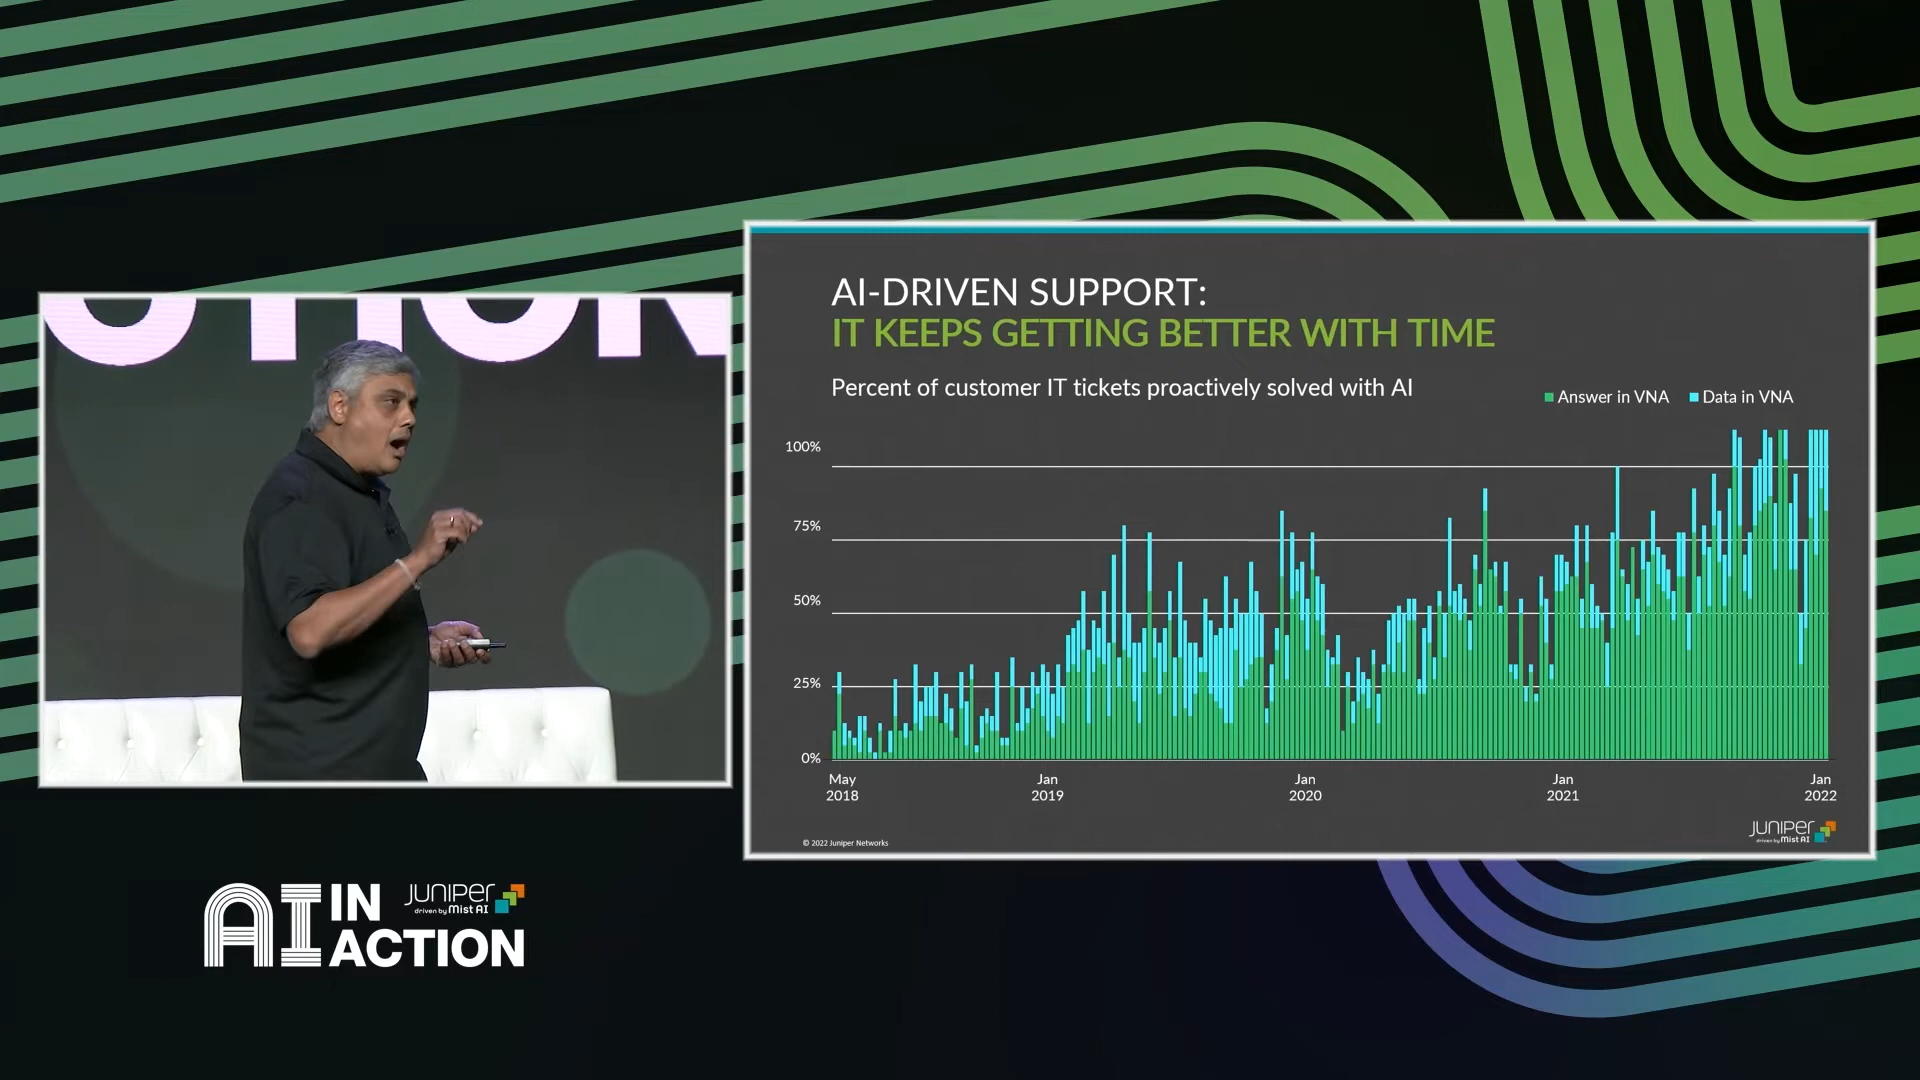 CTION
AI-DRIVEN SUPPORT:
IT KEEPS GETTING BETTER WITH TIME
Percent of customer IT tickets proactively solved with AI
Answer in VNA
Data in VNA
100%
75%
50%
25%
0%
May
2018
Jan
2019
Jan
2020
Jan
2021
Jan
2022
© 2022 Juniper Networks
JUNIPer
driven by Mist AI
AI IN
ACTION
JUNIPer
driven by Mist AI